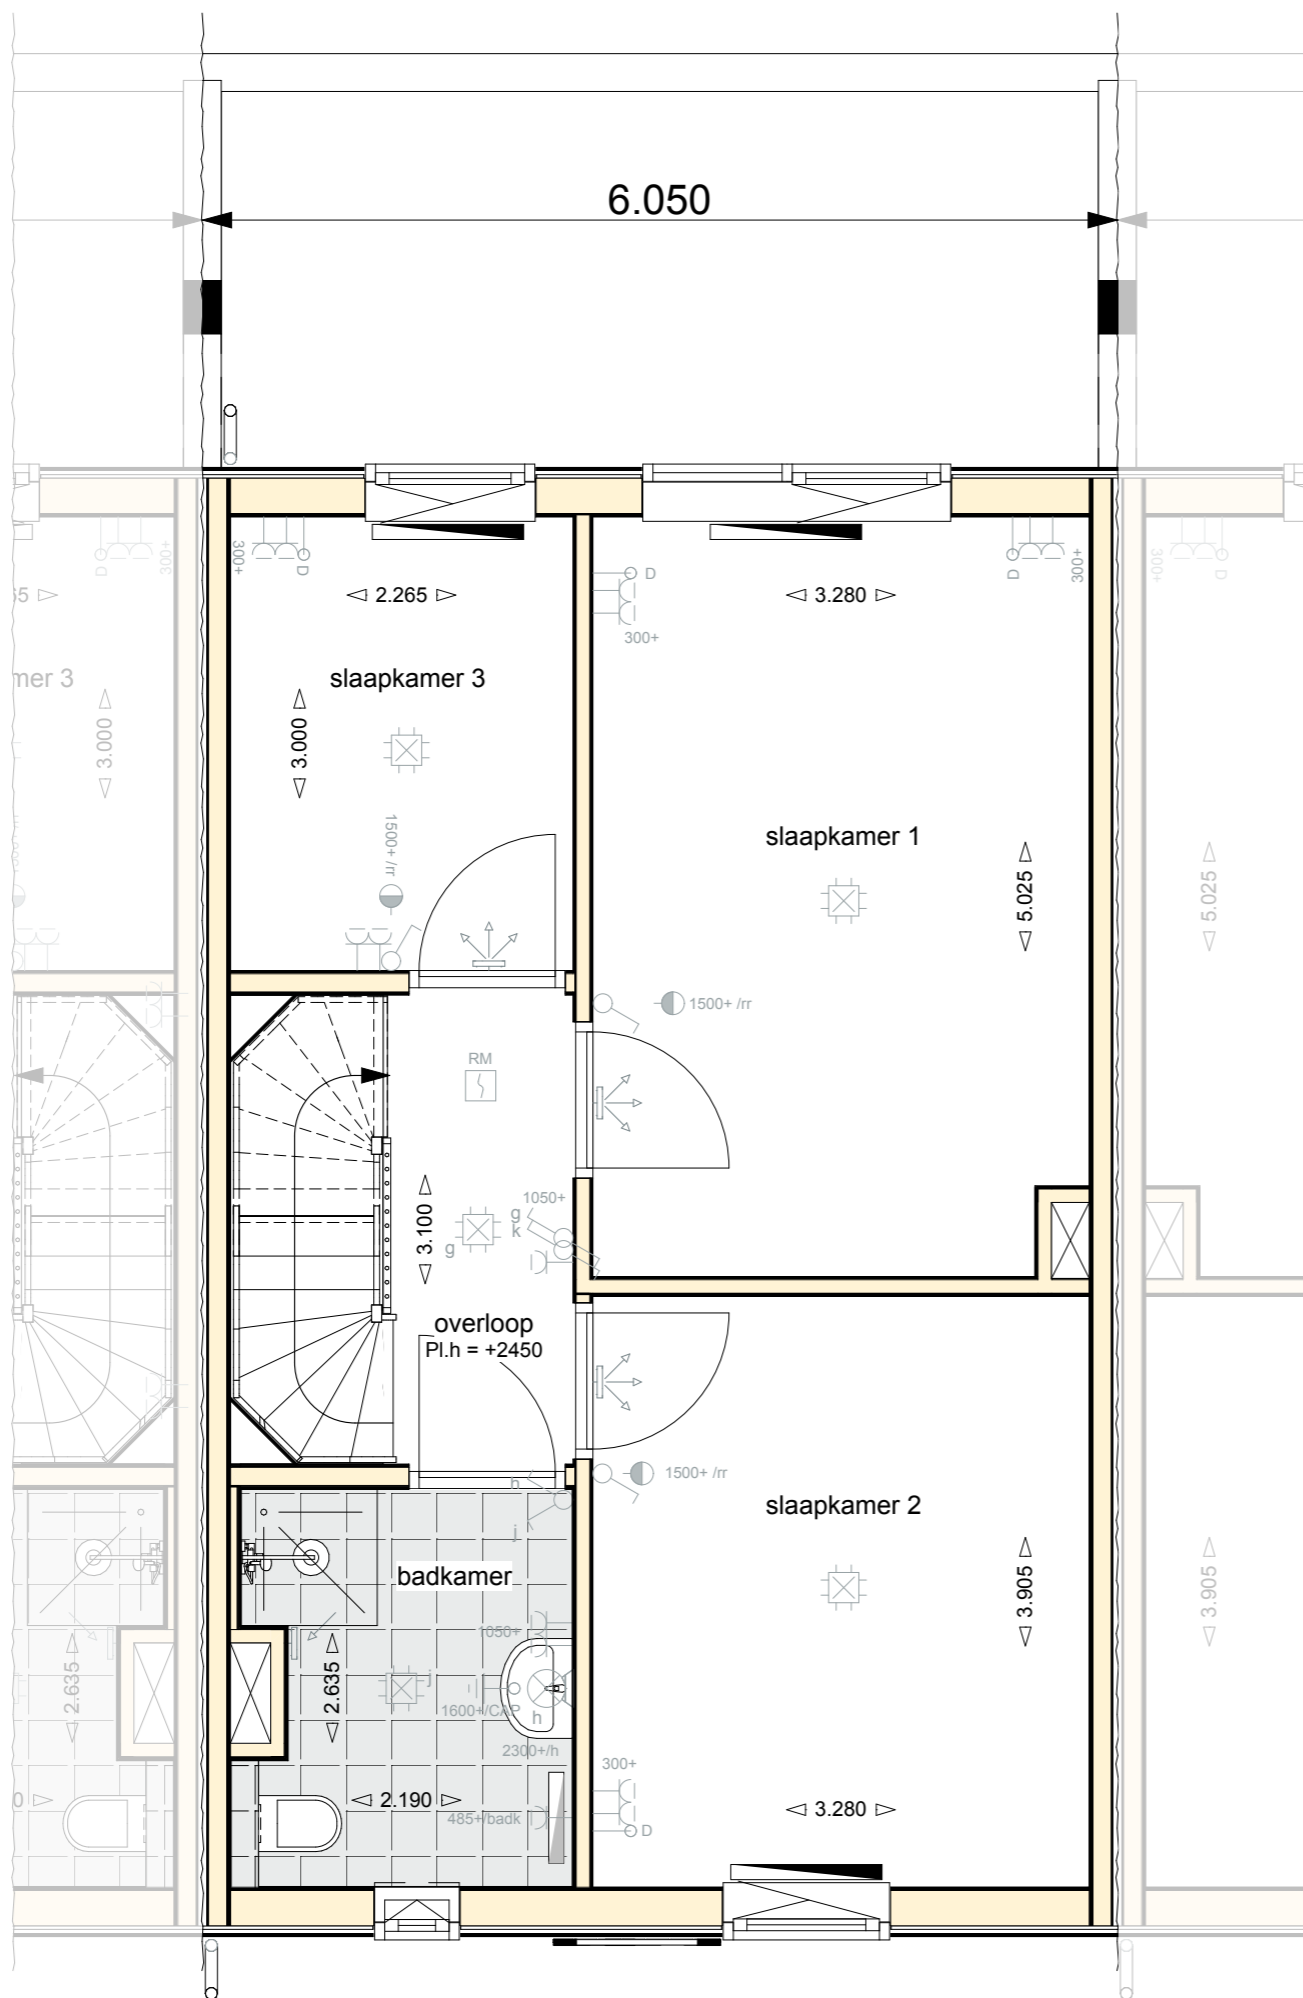 6.050
300+
D
2.265
D
300+
3.280
D
300+
D
300+
300+
D
65
mer 3
slaapkamer 3
3.000
3.000
1500+ /rr
slaapkamer 1
5.025
5.025
1500+ /rr
RM
3.100
1050+
g
k
g
overloop
Pl.h = +2450
h
j
1500+ /rr
slaapkamer 2
badkamer
3.905
3.905
1050+
2.635
2.635
j
1600+/CAP
h
2300+/h
300+
0
2.190
485+/badk
D
3.280